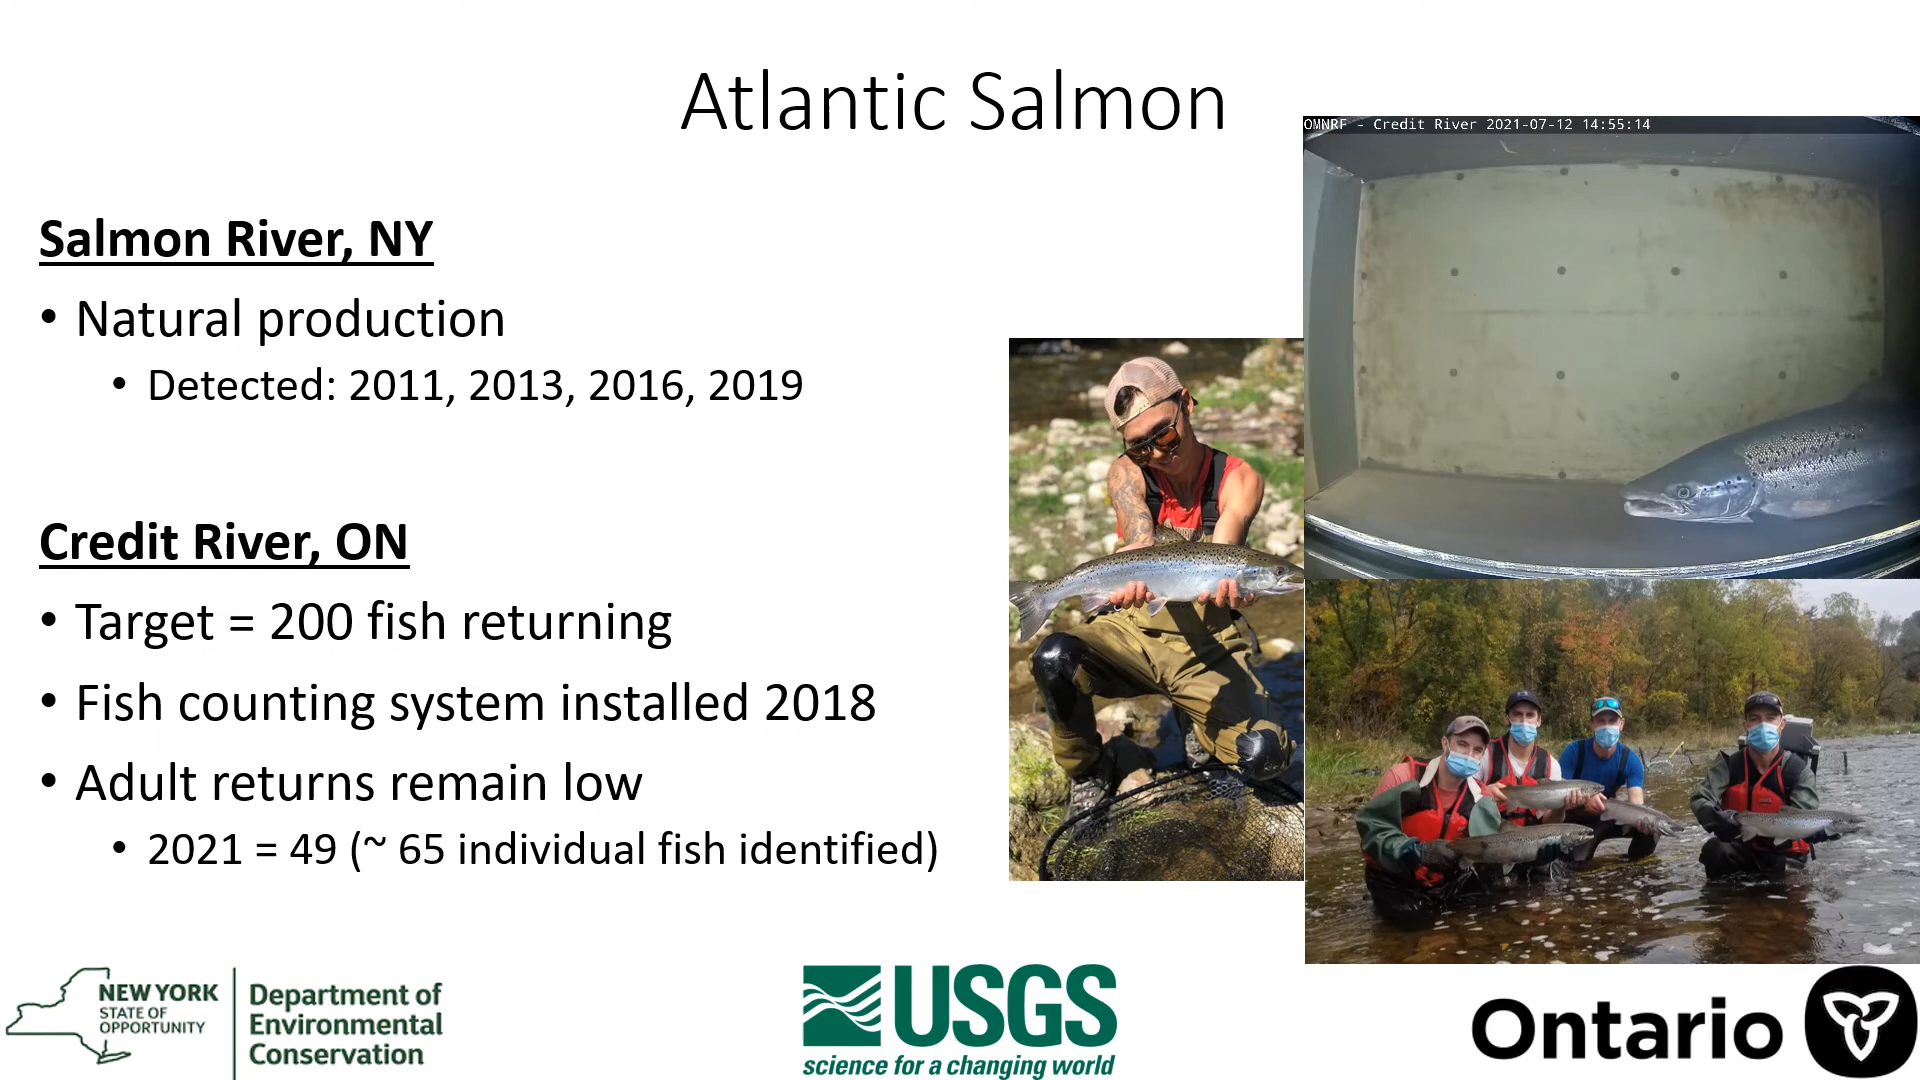 Atlantic Salmon
OMNRF - Credit River 2021-07-12 14:55:14
Salmon River, NY
• Natural production
• Detected: 2011, 2013, 2016, 2019
Credit River, ON
• Target = 200 fish returning
• Fish counting system installed 2018
• Adult returns remain low
• 2021 = 49 (~ 65 individual fish identified)
NEW YORK
STATE OF
OPPORTUNITY
Department of
Environmental
Conservation
USGS
science for a changing world
Ontario